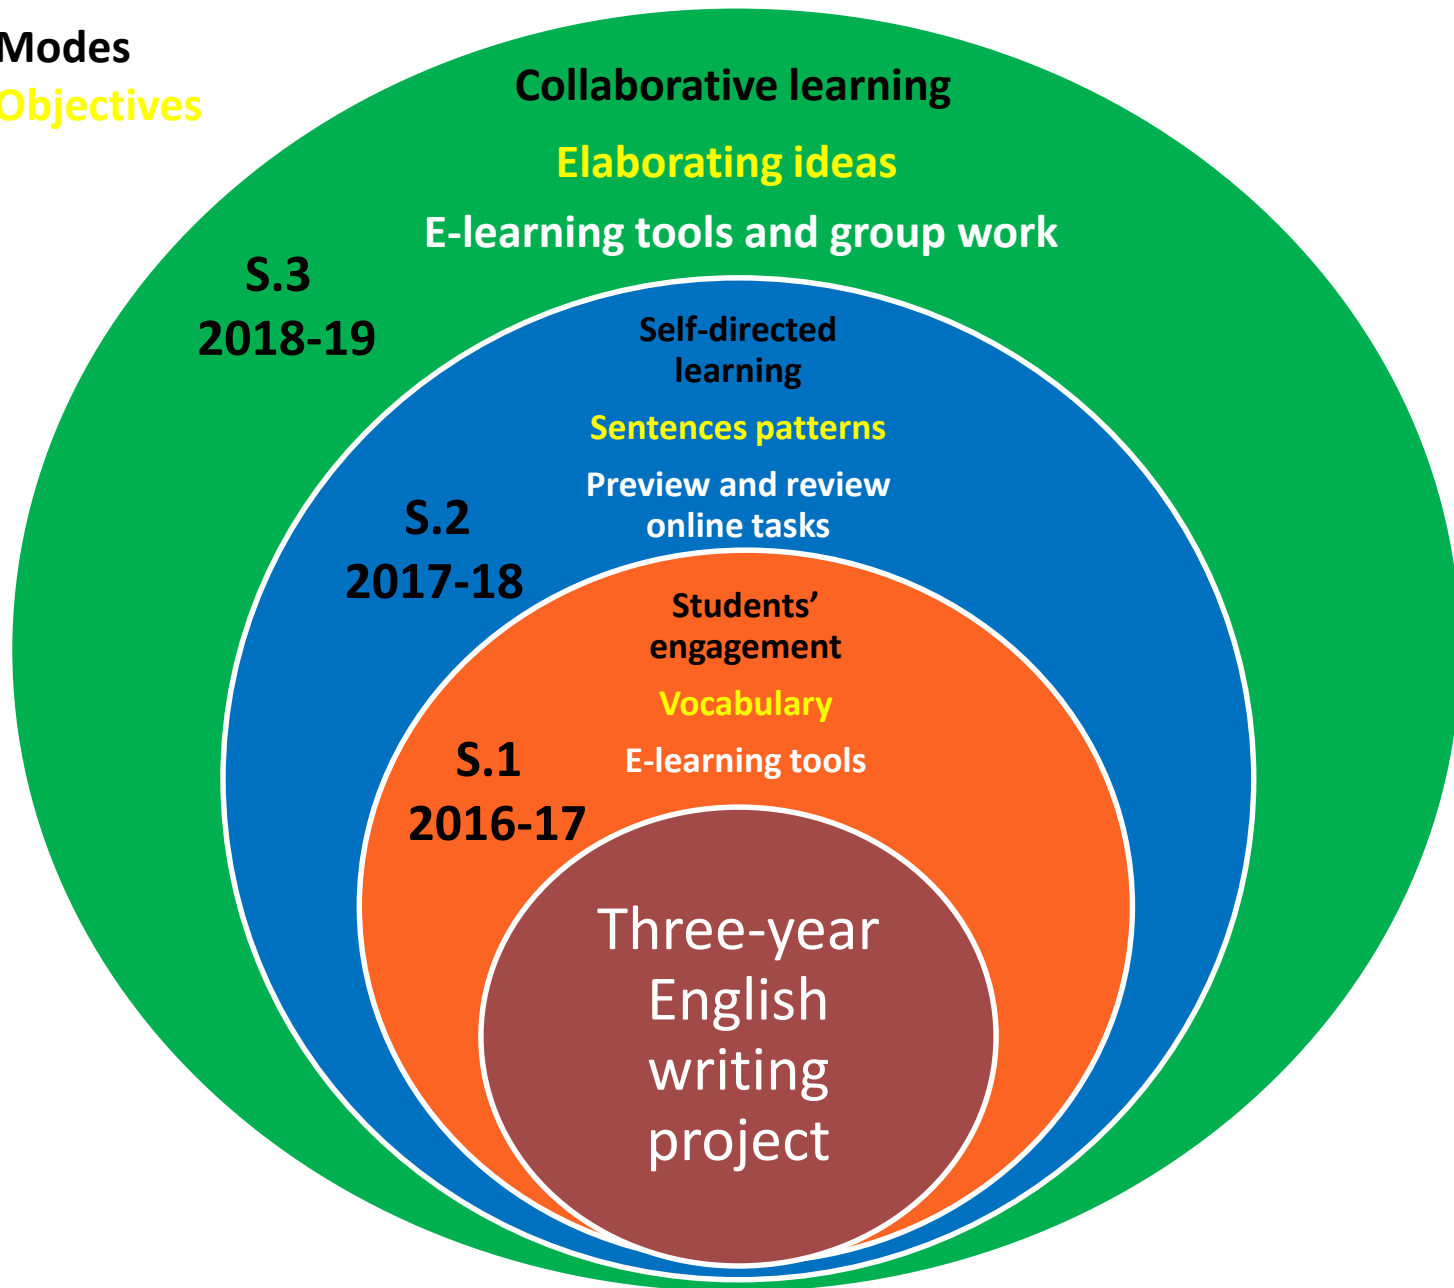 Modes
Objectives
Collaborative learning
Elaborating ideas
E-learning tools and group work
S.3
2018-19
Self-directed
learning
Sentences patterns
Preview and review
online tasks
S.2
2017-18
Students’
engagement
Vocabulary
E-learning tools
S.1
2016-17
Three-year
English
writing
project